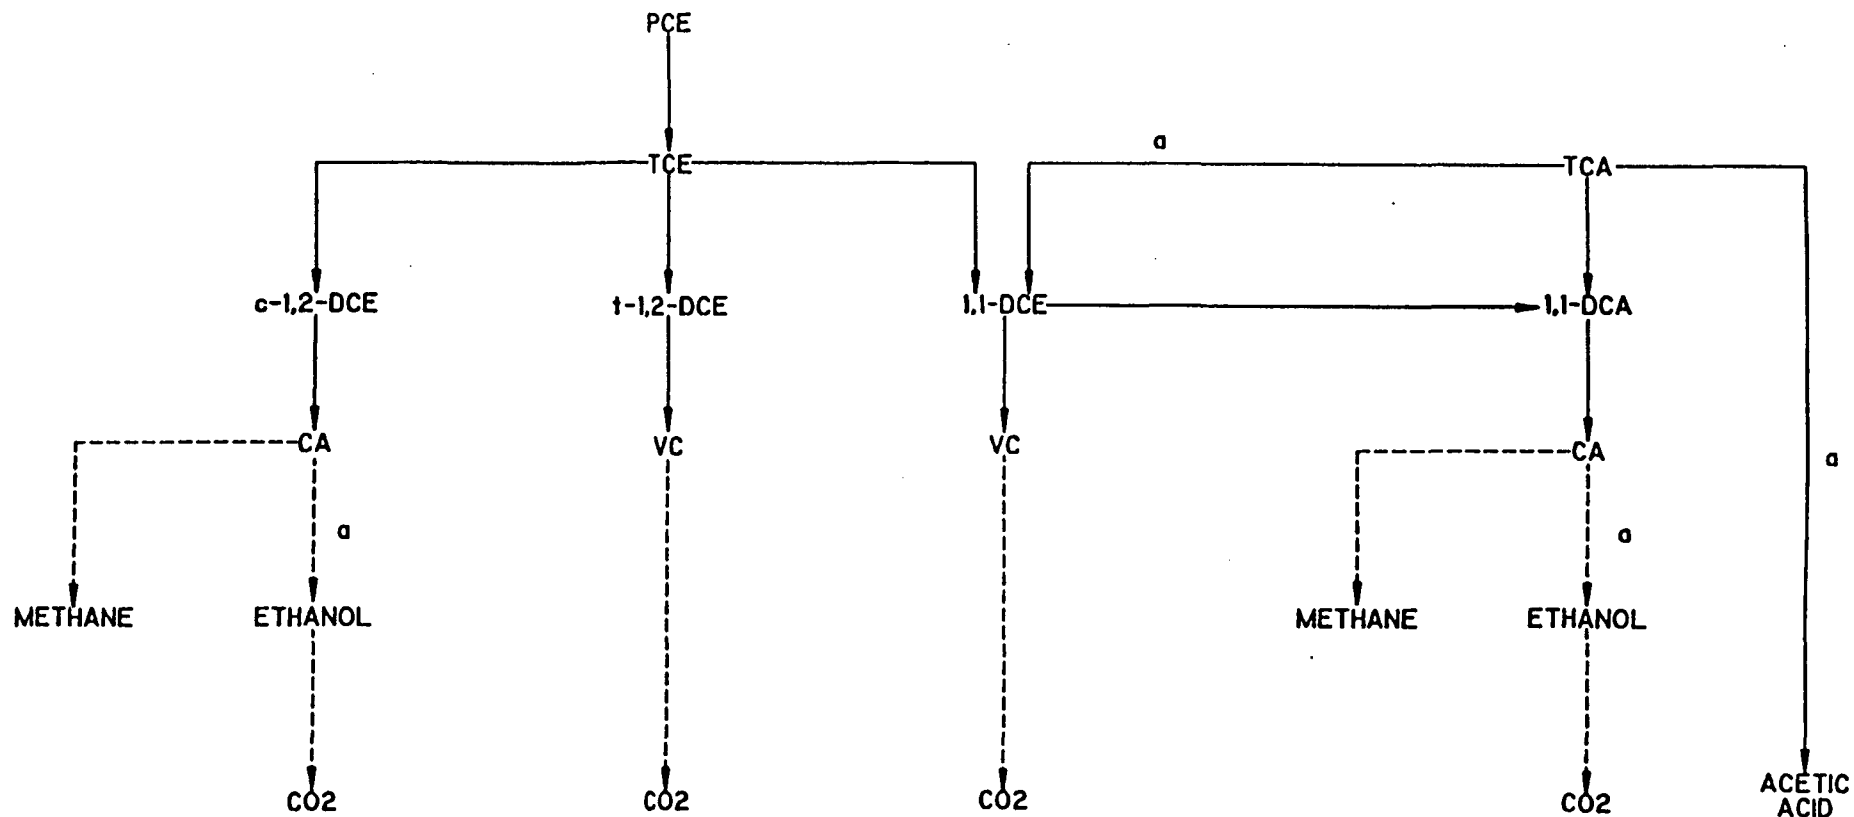 PCE
a
TCE
TCA
c-1,2-DCE
t-1,2-DCE
1,1-DCE
1,1-DCA
CA
VC
VC
CA
a
a
a
METHANE
ETHANOL
METHANE
ETHANOL
CO2
CO2
CO2
CO2
ACETIC
ACID